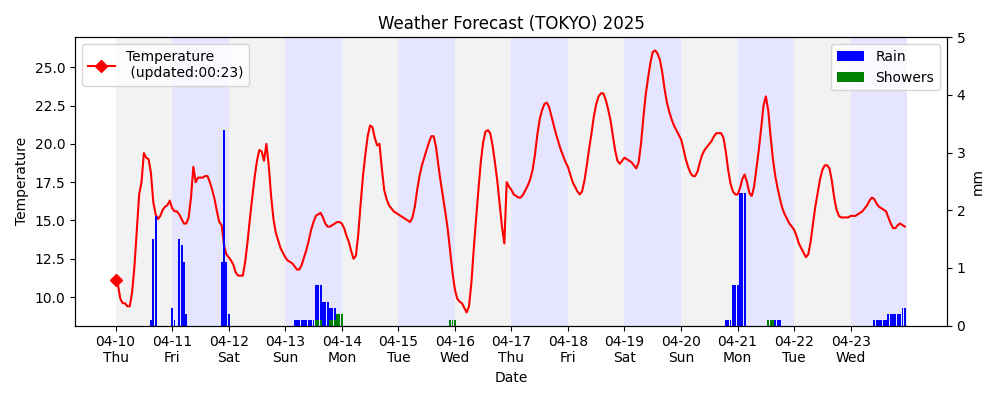 Weather Forecast (TOKYO) 2025
Temperature
(updated:00:23)
Rain
Showers
25.0
22.5
20.0
17.5
15.0
12.5
10.0
Temperature
5
4
3
2
1
0
mm
04-10 04-11 04-12 04-13 04-14 04-15 04-16 04-17 04-18 04-19 04-20 04-21 04-22 04-23
Thu Fri Sat Sun Mon Tue Wed Thu Fri Sat Sun Mon Tue Wed
Date